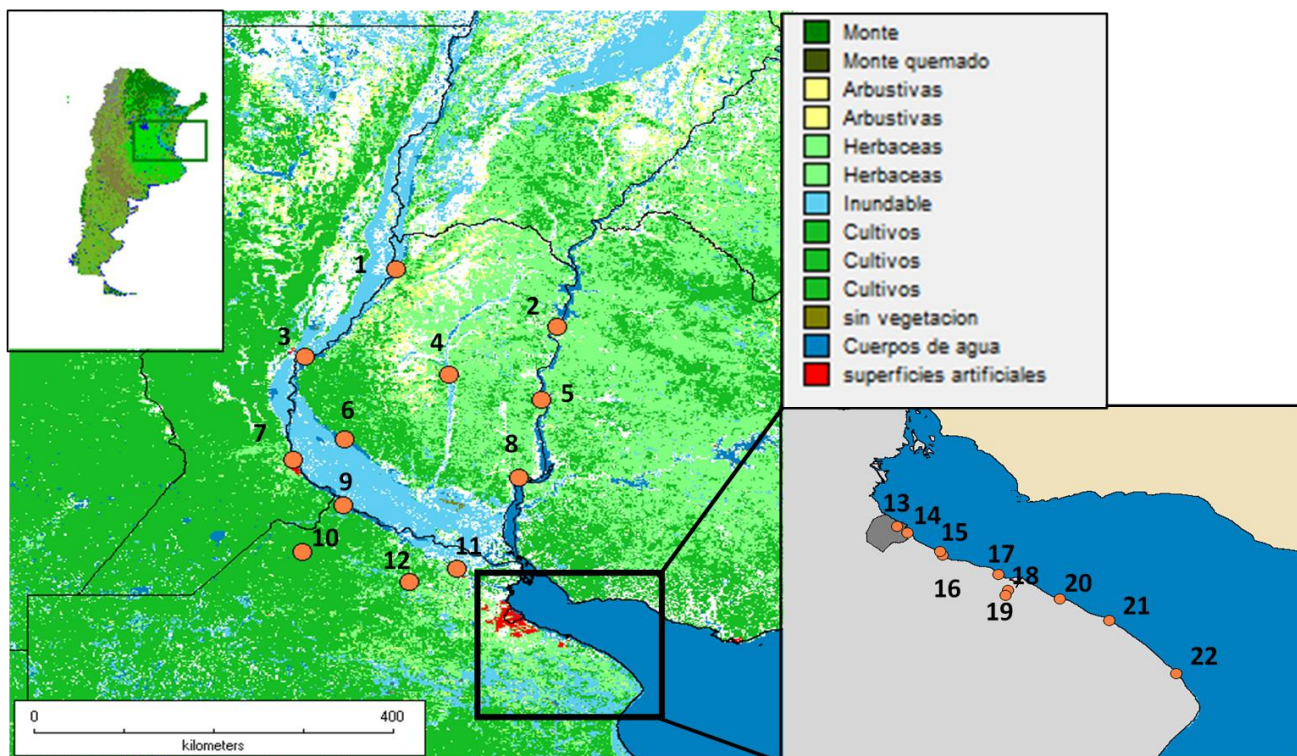 Monte
Monte quemado
Arbustivas
Arbustivas
Herbaceas
Herbaceas
Inundable
Cultivos
Cultivos
Cultivos
sin vegetacion
Cuerpos de agua
superficies artificiales
1
2
3
4
5
6
7
8
9
10
11
12
13
14
15
16
17
18
19
20
21
22
0 400
kilometers